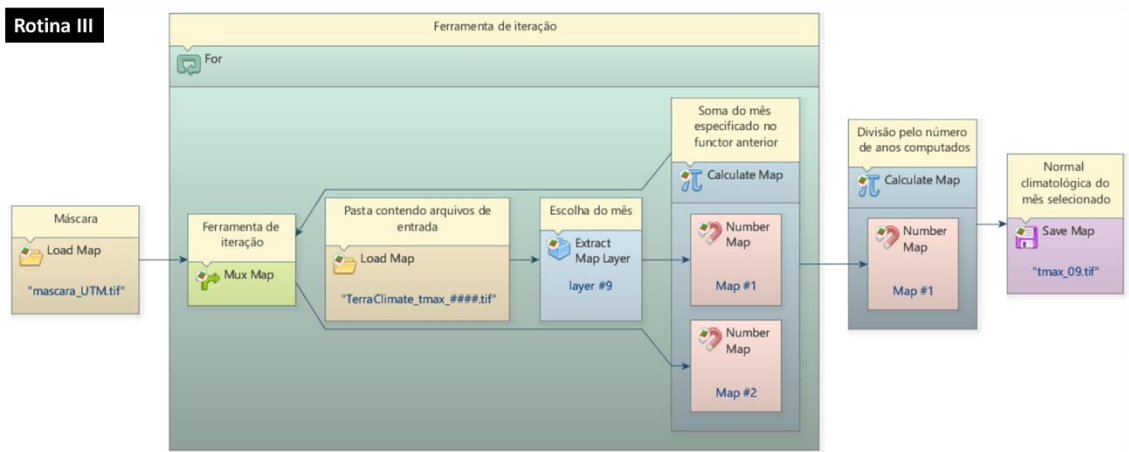 Rotina III
Ferramenta de iteração
For
Máscara
Load Map
"mascara_UTM.tif"
Ferramenta de
iteração
Mux Map
Pasta contendo arquivos de
entrada
Load Map
"TerraClimate_tmax_####.tif"
Escolha do mês
Extract
Map Layer
layer #9
Soma do mês
especificado no
functor anterior
Calculate Map
Number
Map
Map #1
Number
Map
Map #2
Divisão pelo número
de anos computados
Calculate Map
Number
Map
Map #1
Normal
climatológica do
mês selecionado
Save Map
"tmax_09.tif"